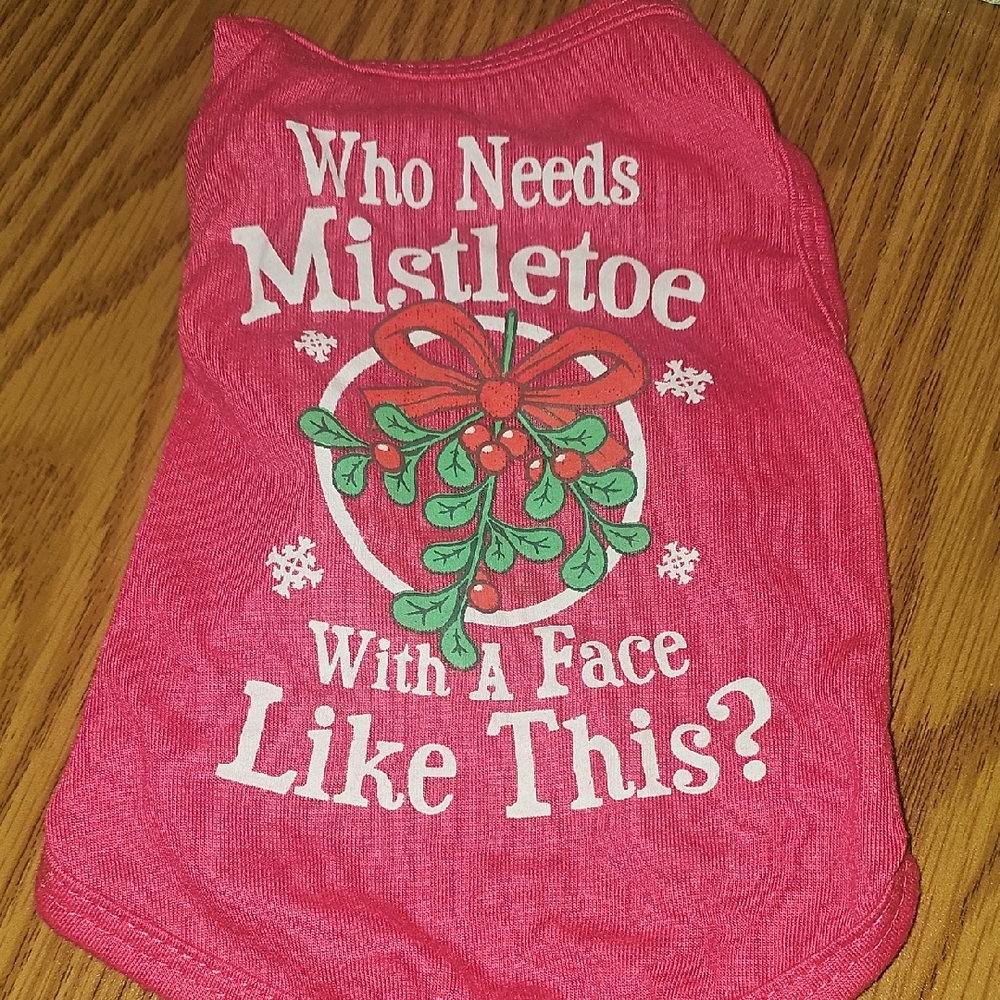 Who Needs
Mistletoe
With A Face
Like This?